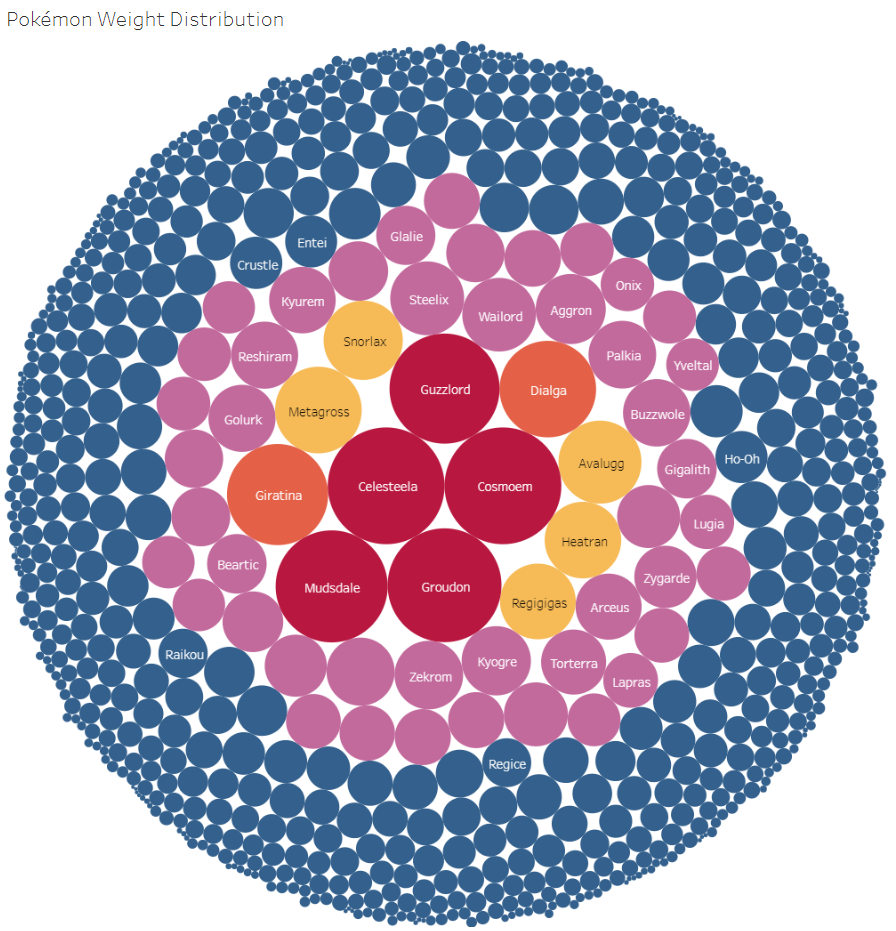 Pokémon Weight Distribution
Glalie
Entei
Crustle
Onix
Kyurem
Steelix
Wailord
Aggron
Snorlax
Reshiram
Palkia
Yveltal
Guzzlord
Dialga
Metagross
Buzzwole
Golurk
Ho-Oh
Avalugg
Gigalith
Celesteela
Cosmoem
Giratina
Lugia
Heatran
Beartic
Zygarde
Mudsdale
Groudon
Regigigas
Arceus
Raikou
Kyogre
Torterra
Zekrom
Lapras
Regice